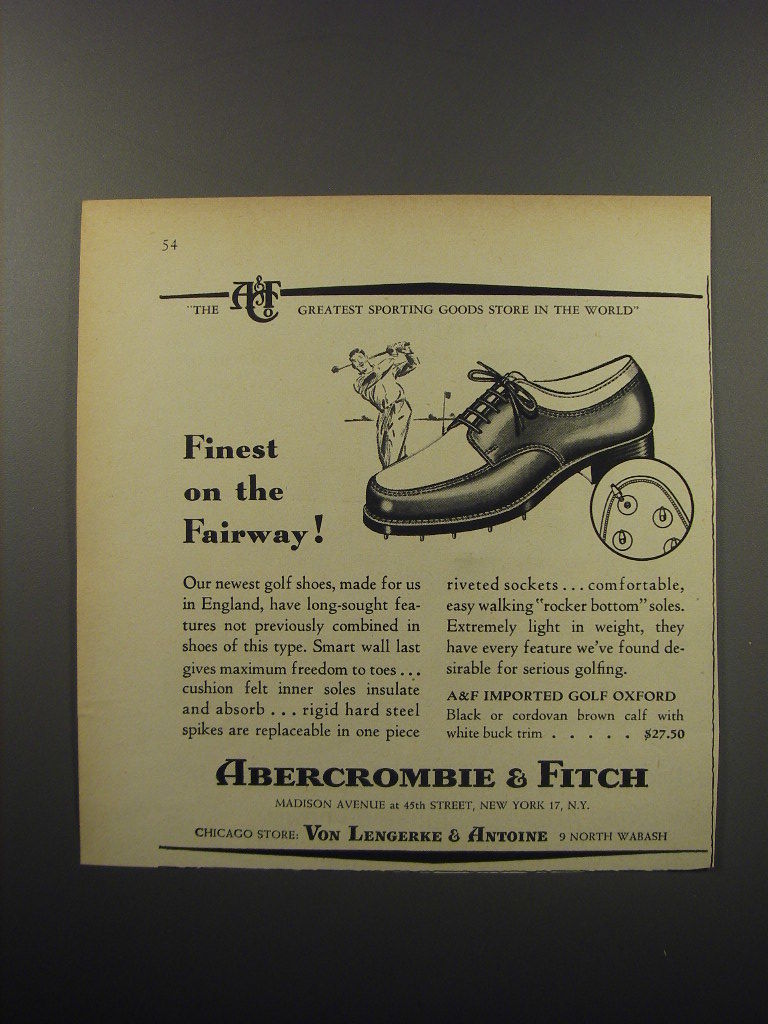 54
"THE A&F Co GREATEST SPORTING GOODS STORE IN THE WORLD"
Finest
on the
Fairway!
Our newest golf shoes, made for us
in England, have long-sought fea-
tures not previously combined in
shoes of this type. Smart wall last
gives maximum freedom to toes ...
cushion felt inner soles insulate
and absorb ... rigid hard steel
spikes are replaceable in one piece
riveted sockets ... comfortable,
easy walking "rocker bottom" soles.
Extremely light in weight, they
have every feature we've found de-
sirable for serious golfing.
A&F IMPORTED GOLF OXFORD
Black or cordovan brown calf with
white buck trim . . . . . $27.50
ABERCROMBIE & FITCH
MADISON AVENUE at 45th STREET, NEW YORK 17, N.Y.
CHICAGO STORE: VON LENGERKE & ANTOINE 9 NORTH WABASH